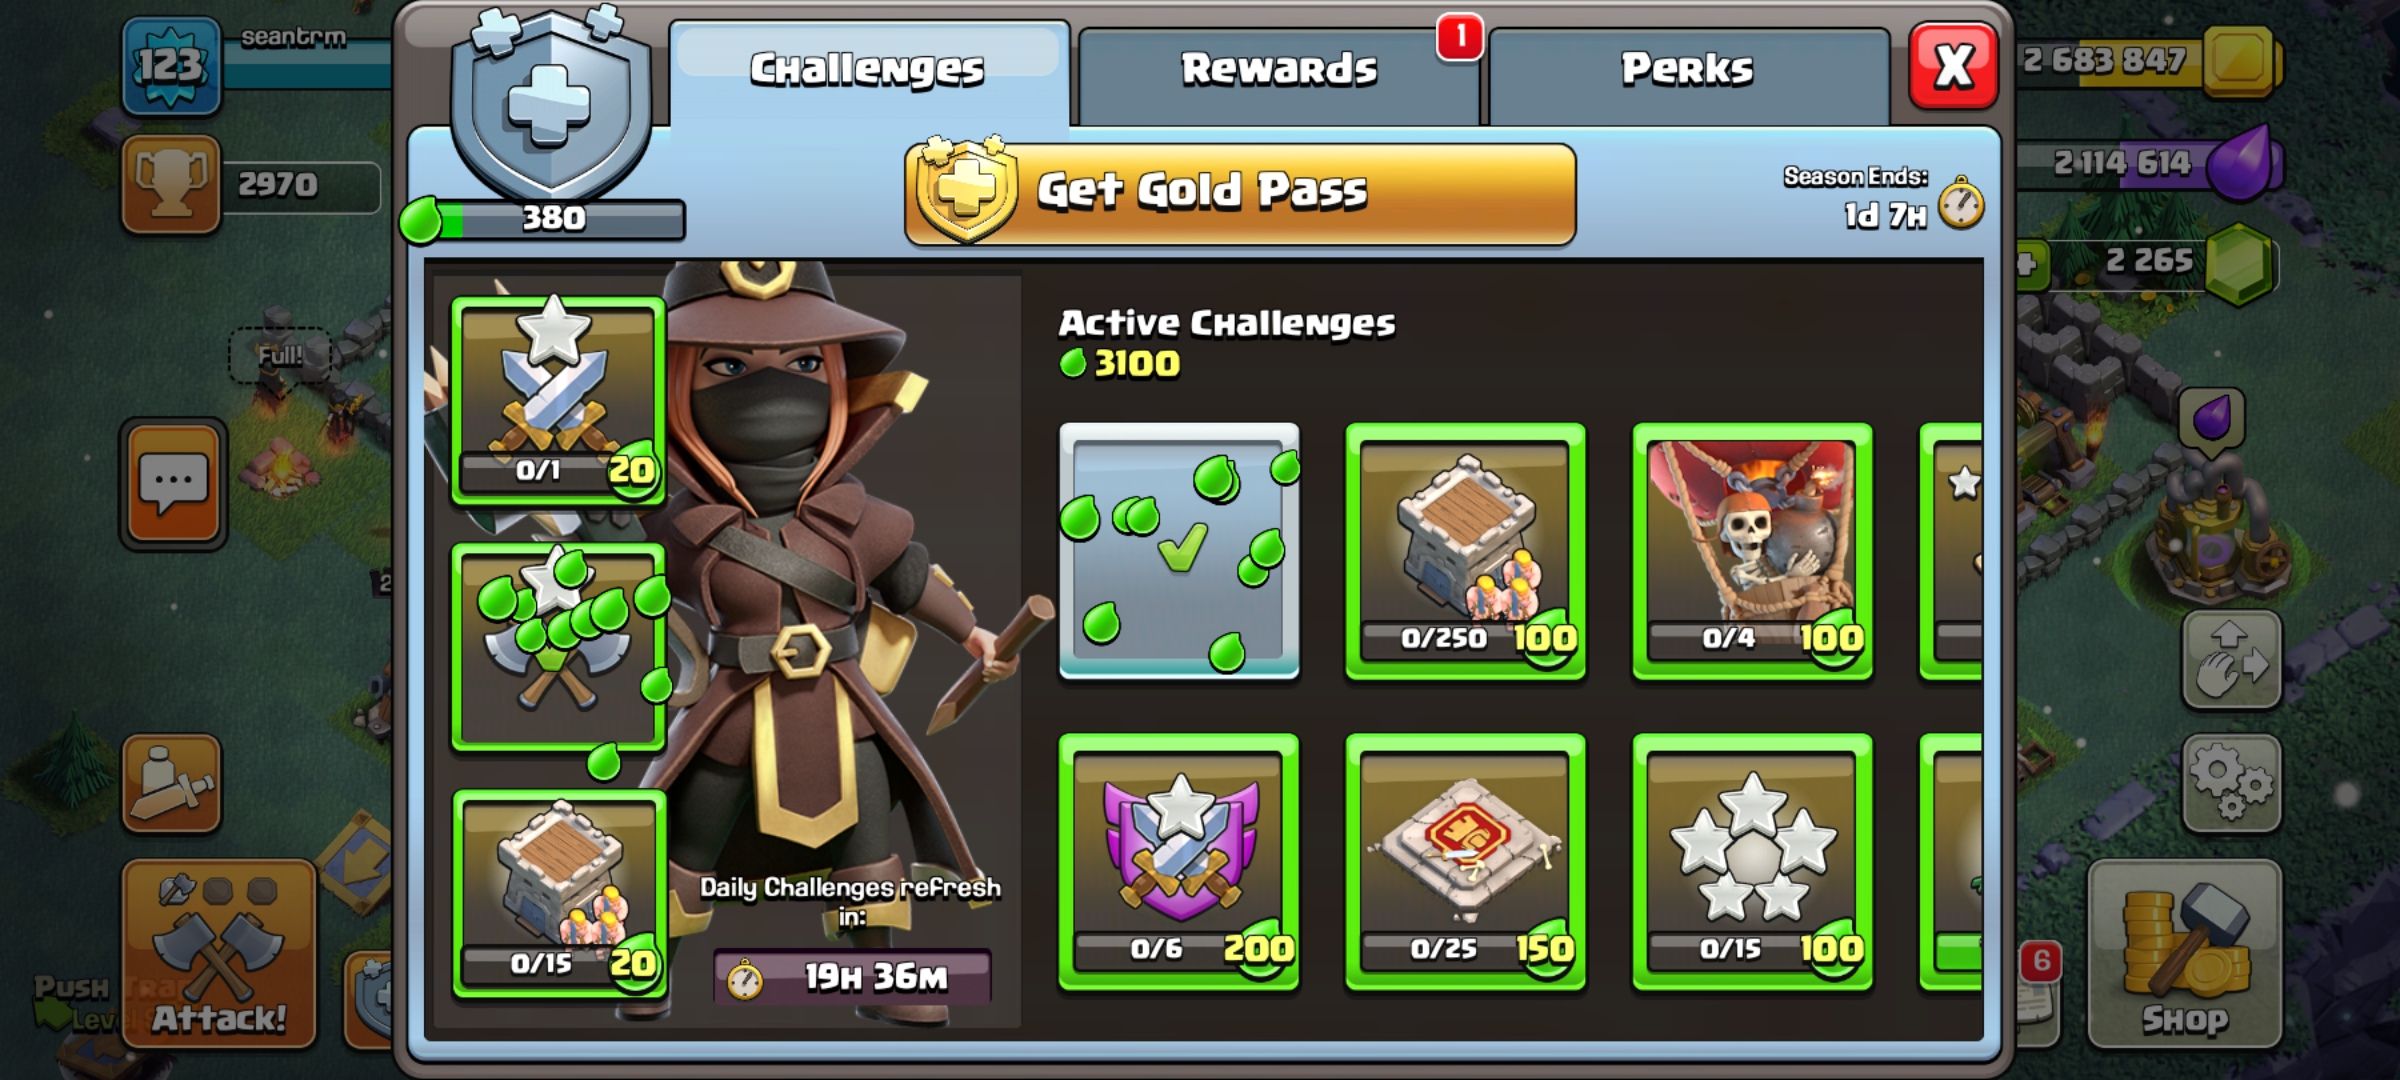 123
seantrm
2970
380
Challenges
Rewards
1
Perks
X
Get Gold Pass
Season Ends:
1d 7H
2 683 847
2 114 614
2 265
Full!
Active Challenges
3100
0/1
20
0/250
100
0/4
100
0/15
20
Daily Challenges refresh
in:
19H 36M
0/6
200
0/25
150
0/15
100
Push
Level
Attack!
6
Shop